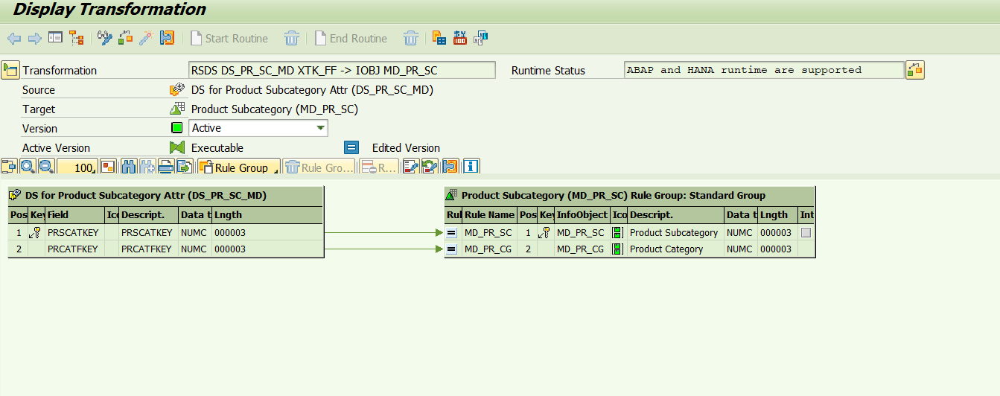 Display Transformation
Start Routine End Routine
Transformation RSDS DS_PR_SC_MD XTK_FF -> IOBJ MD_PR_SC Runtime Status ABAP and HANA runtime are supported
Source DS for Product Subcategory Attr (DS_PR_SC_MD)
Target Product Subcategory (MD_PR_SC)
Version Active
Active Version Executable Edited Version
100 Rule Group Rule Gro... R...
DS for Product Subcategory Attr (DS_PR_SC_MD) Product Subcategory (MD_PR_SC) Rule Group: Standard Group
Pos Key Field Ico Descript. Data t Lngth Rul Rule Name Pos Key InfoObject Ico Descript. Data t Lngth Int
1 PRSCATKEY PRSCATKEY NUMC 000003 MD_PR_SC 1 MD_PR_SC Product Subcategory NUMC 000003
2 PRCATFKEY PRCATFKEY NUMC 000003 MD_PR_CG 2 MD_PR_CG Product Category NUMC 000003